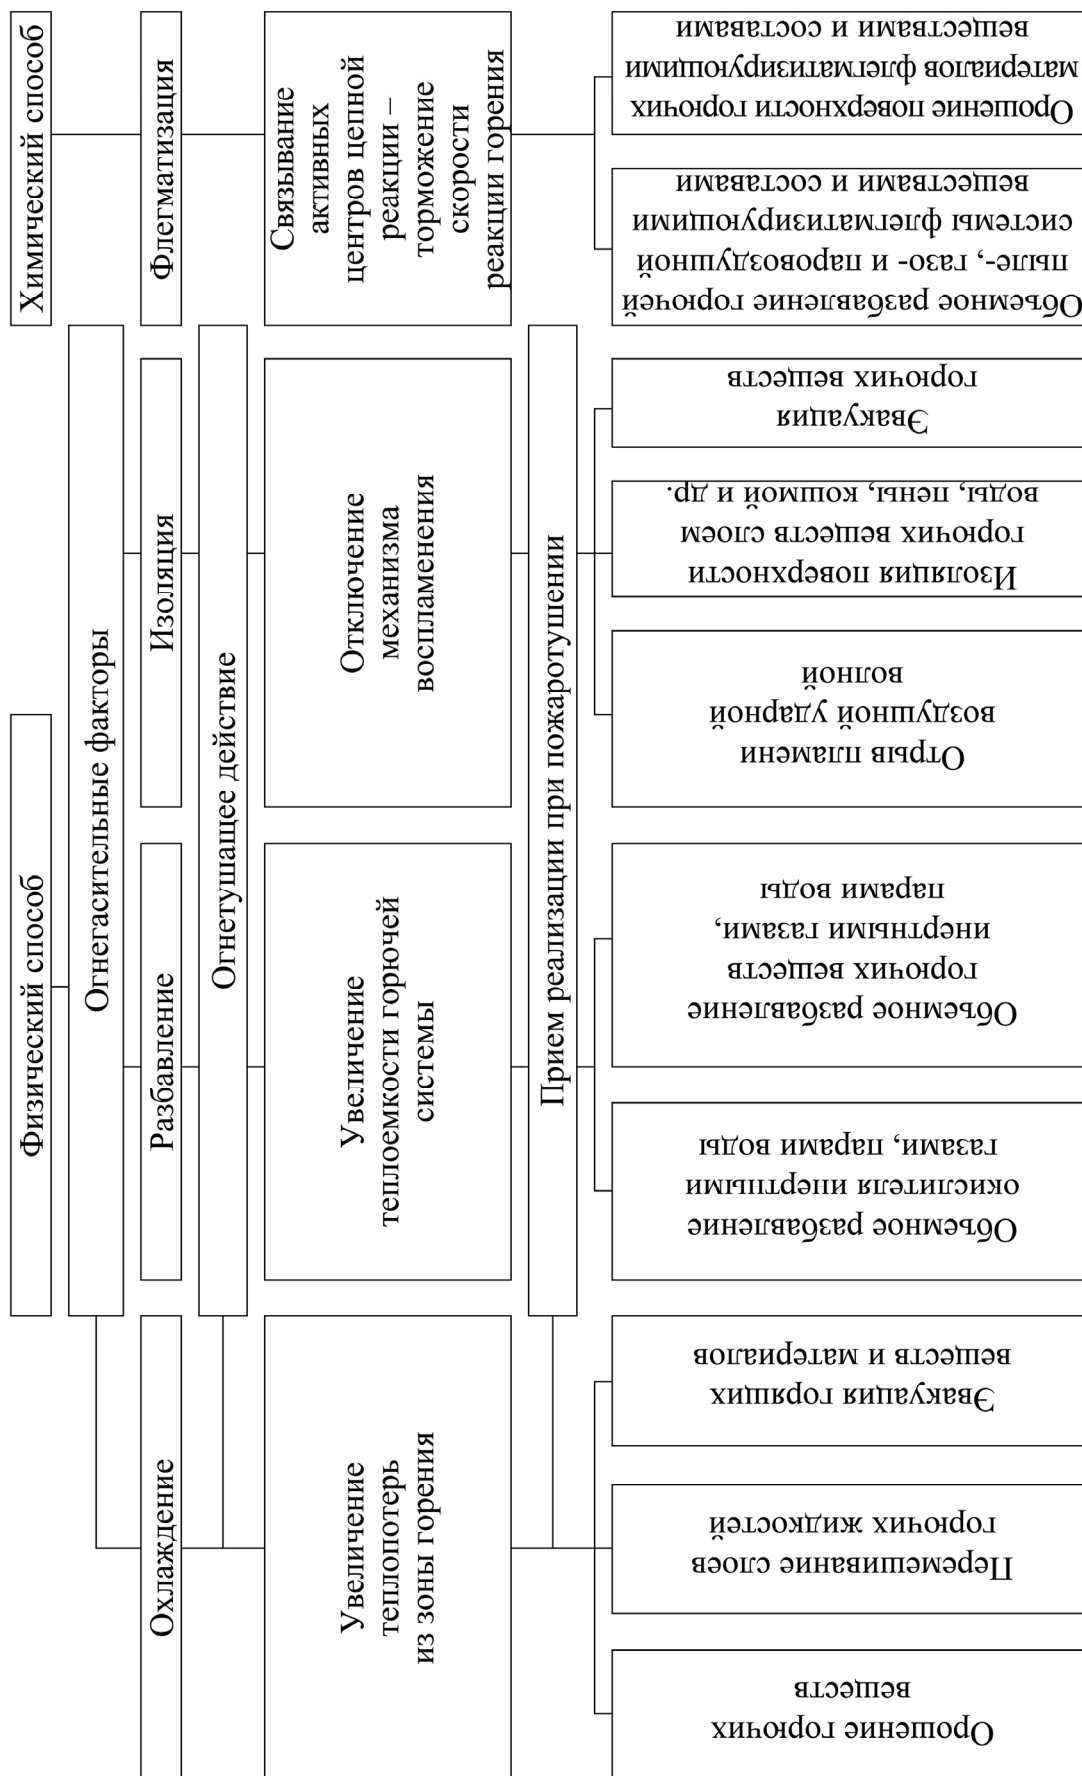 Физический способ
Химический способ
Огнегасительные факторы
Охлаждение
Разбавление
Изоляция
Флегматизация
Огнетушащее действие
Увеличение
теплопотерь
из зоны горения
Увеличение
теплоемкости горючей
системы
Отключение
механизма
воспламенения
Связывание
активных
центров цепной
реакции –
торможение
скорости
реакции горения
Прием реализации при пожаротушении
Орошение горючих
веществ
Перемешивание слоев
горючих жидкостей
Эвакуация горящих
веществ и материалов
Объемное разбавление
окислителя инертными
газами, парами воды
Объемное разбавление
горючих веществ
инертными газами,
парами воды
Отрыв пламени
воздушной ударной
волной
Изоляция поверхности
горючих веществ слоем
воды, пены, кошмой и др.
Эвакуация
горючих веществ
Объемное разбавление горючей
пыле-, газо- и паровоздушной
системы флегматизирующими
веществами и составами
Орошение поверхности горючих
материалов флегматизирующими
веществами и составами